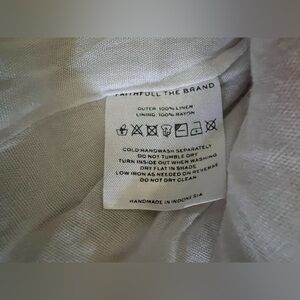 FAITHFULL THE BRAND
OUTER: 100% LINEN
LINING: 100% RAYON
COLD HANDWASH SEPARATELY
DO NOT TUMBLE DRY
TURN INSIDE OUT WHEN WASHING
DRY FLAT IN SHADE
LOW IRON AS NEEDED ON REVERSE
DO NOT DRY CLEAN
HANDMADE IN INDONESIA